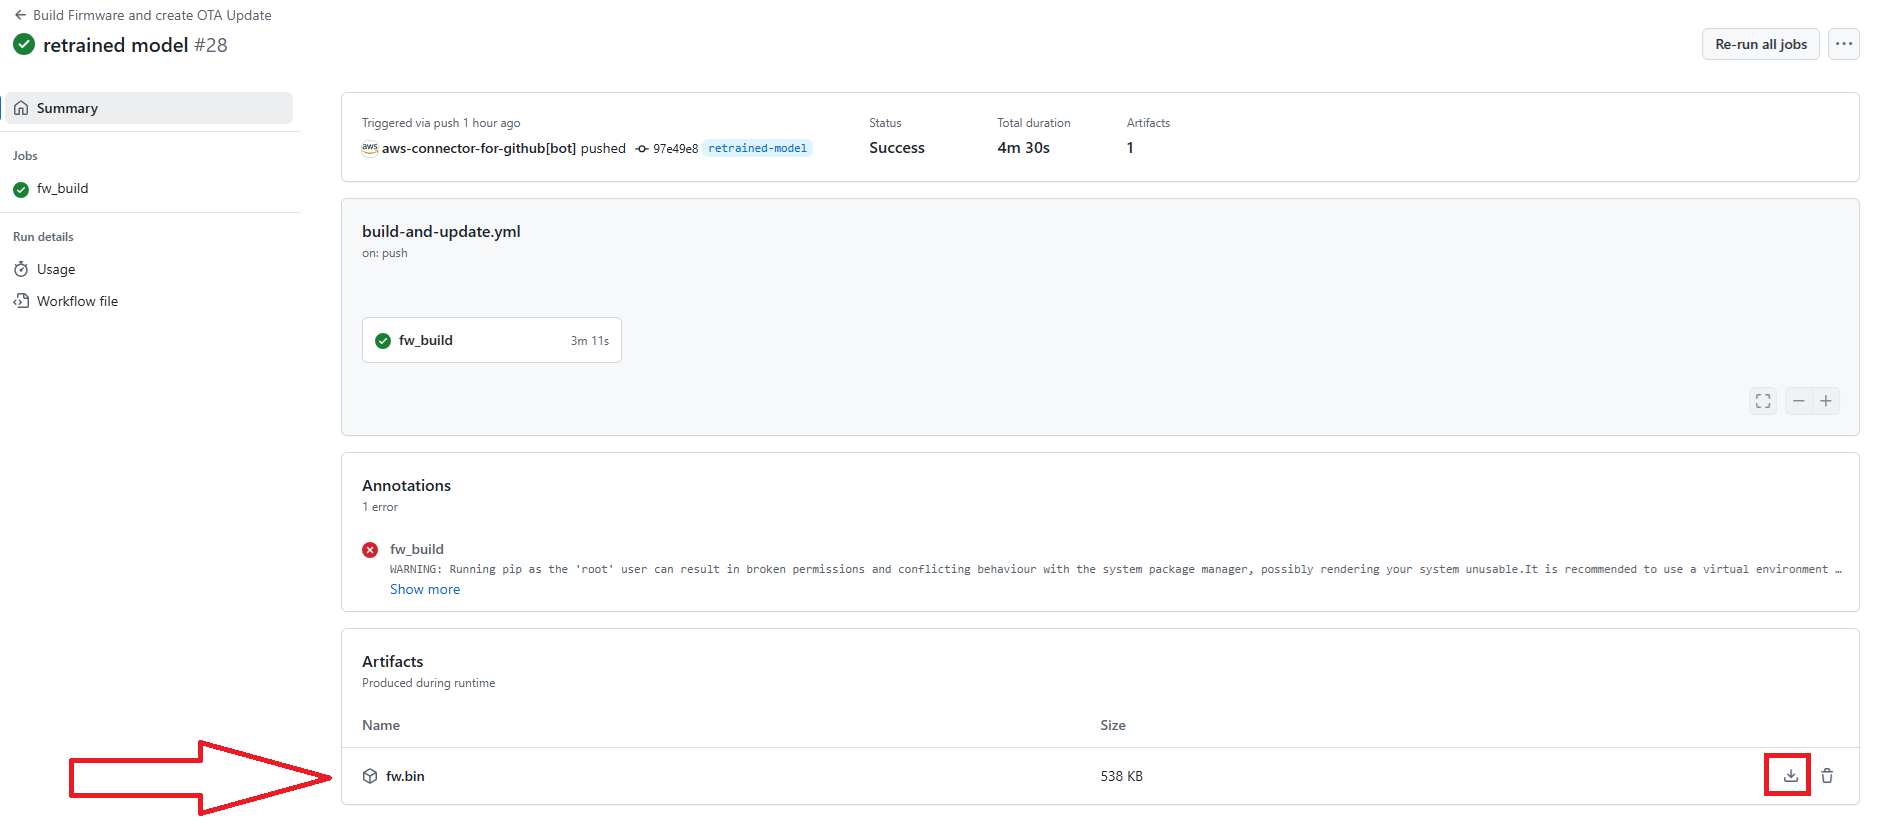 Build Firmware and create OTA Update
retrained model #28
Re-run all jobs
Summary
Jobs
fw_build
Run details
Usage
Workflow file
Triggered via push 1 hour ago
aws aws-connector-for-github[bot] pushed 97e49e8 retrained-model
Status
Success
Total duration
4m 30s
Artifacts
1
build-and-update.yml
on: push
fw_build 3m 11s
Annotations
1 error
fw_build
WARNING: Running pip as the 'root' user can result in broken permissions and conflicting behaviour with the system package manager, possibly rendering your system unusable.It is recommended to use a virtual environment …
Show more
Artifacts
Produced during runtime
Name Size
fw.bin 538 KB